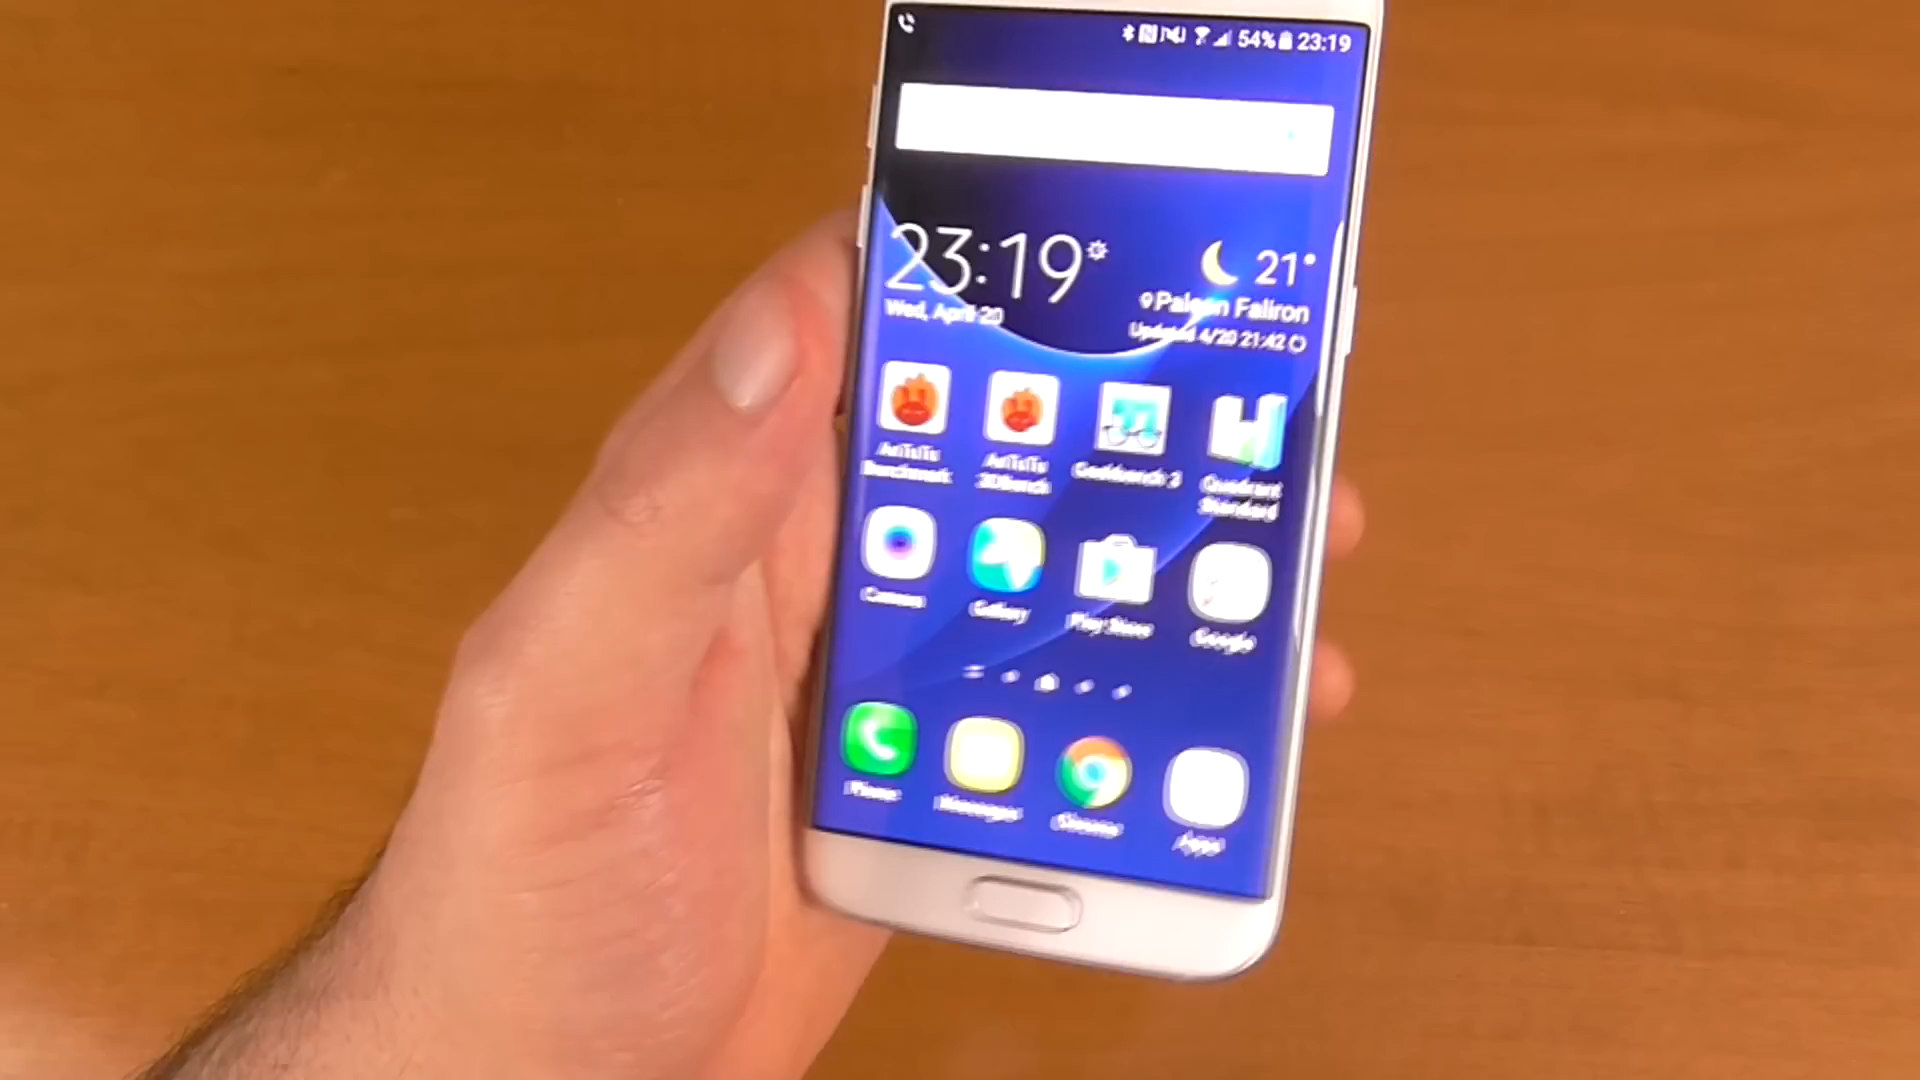 54% 23:19
23:19
21°
Wed, April 20
Paleon Faliron
Updated 4/20 21:42
AnTuTu
Benchmark
AnTuTu
3DBench
Geekbench 3
Quadrant
Standard
Camera
Gallery
Play Store
Google
Phone
Messages
Chrome
Apps